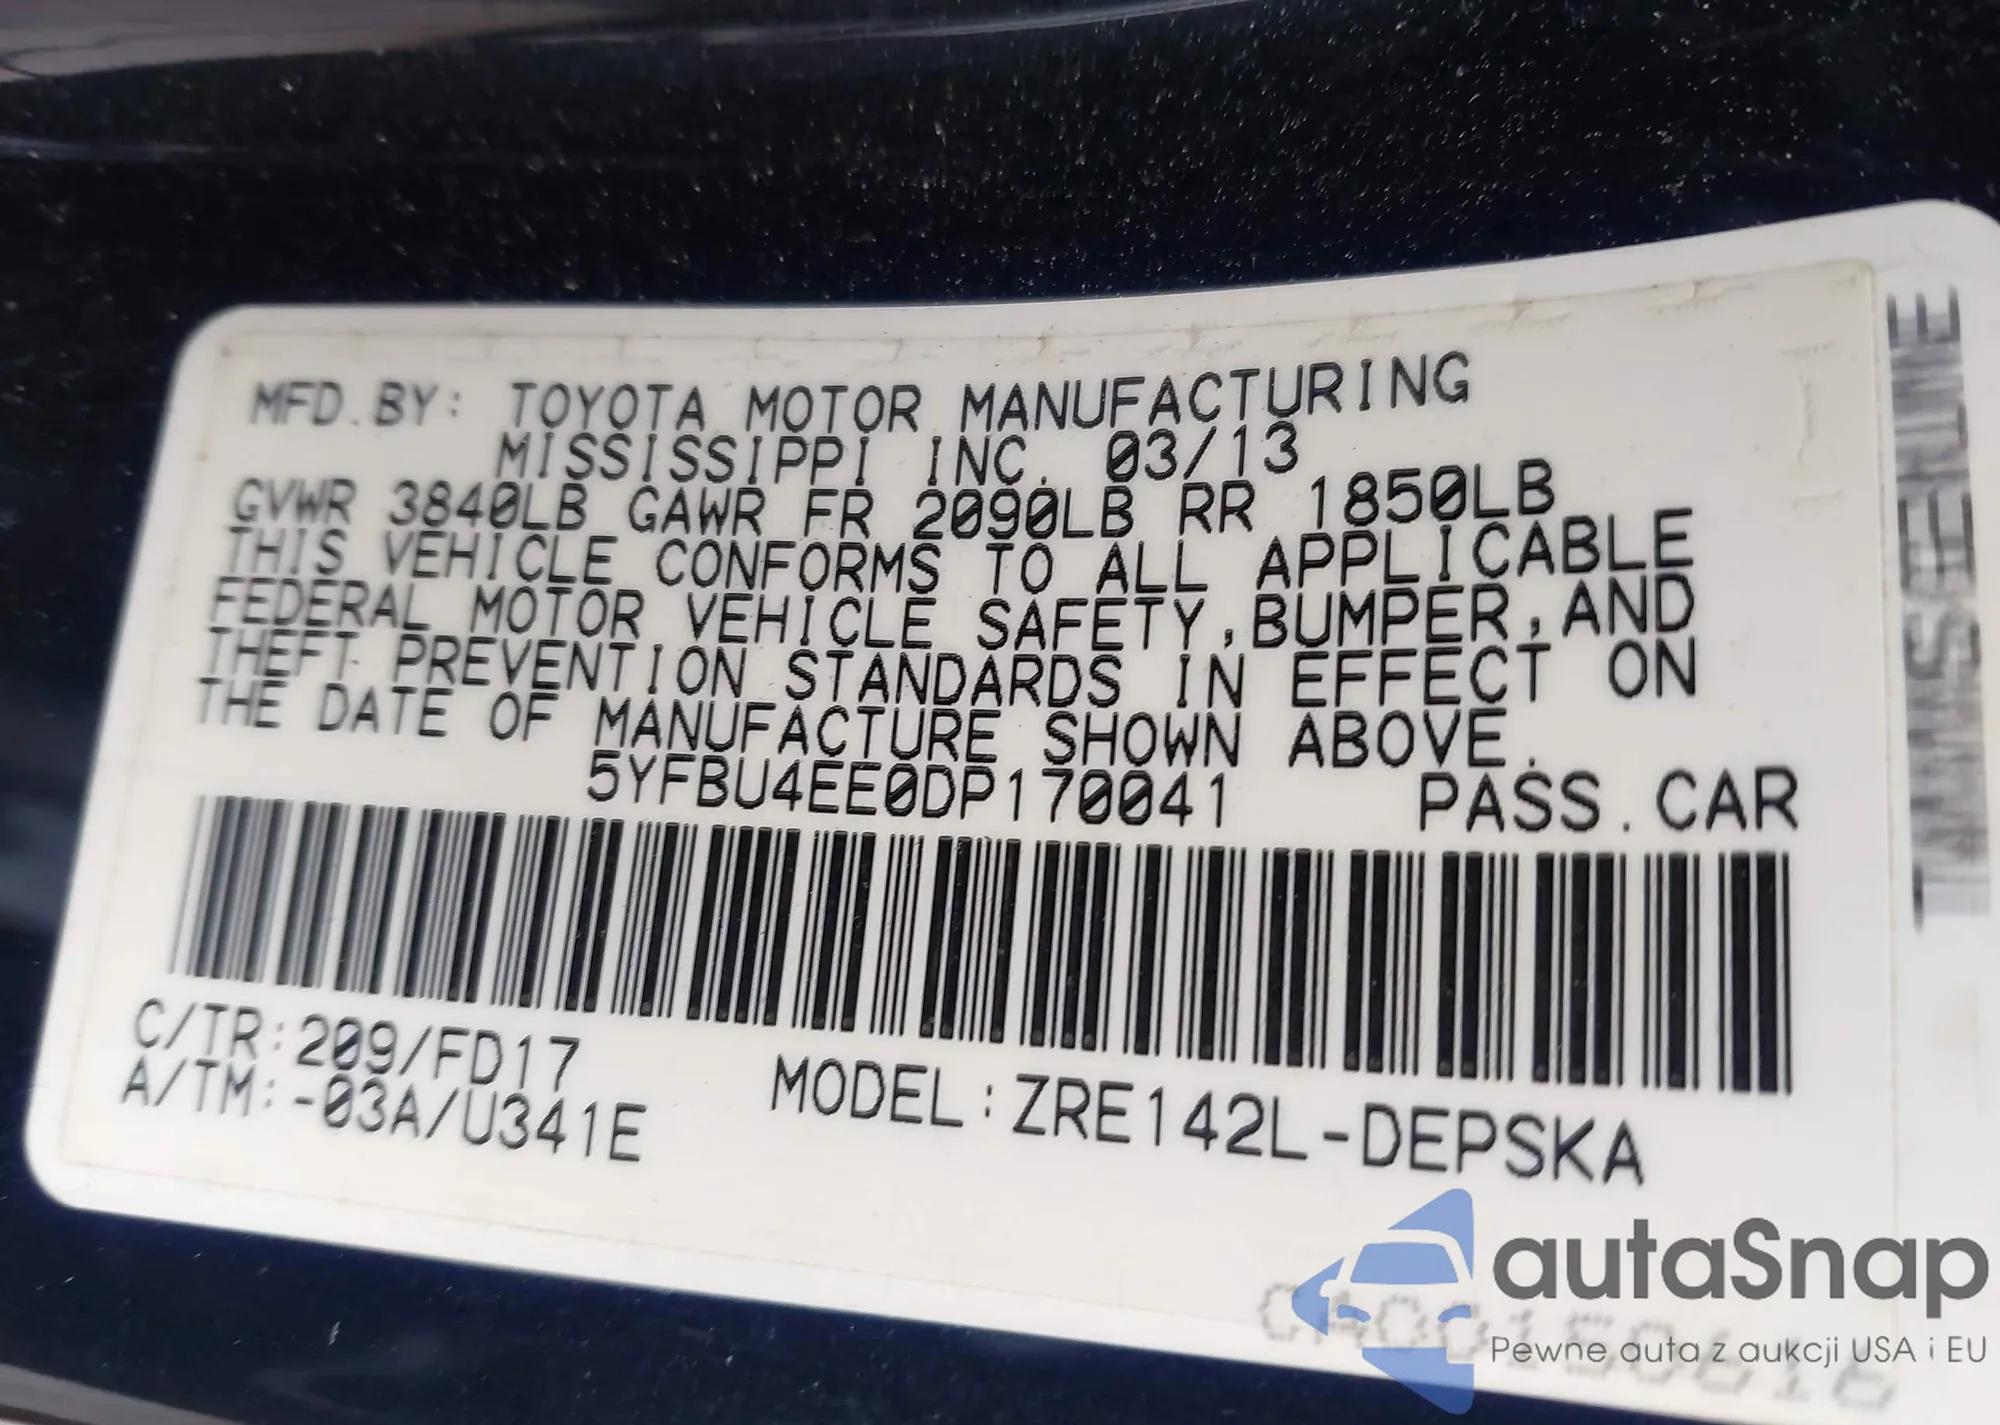 MFD.BY: TOYOTA MOTOR MANUFACTURING
MISSISSIPPI INC. 03/13
GVWR 3840LB GAWR FR 2090LB RR 1850LB
THIS VEHICLE CONFORMS TO ALL APPLICABLE
FEDERAL MOTOR VEHICLE SAFETY,BUMPER,AND
THEFT PREVENTION STANDARDS IN EFFECT ON
THE DATE OF MANUFACTURE SHOWN ABOVE.
5YFBU4EE0DP170041 PASS.CAR
C/TR:209/FD17
A/TM:-03A/U341E
MODEL:ZRE142L-DEPSKA
autaSnap
Pewne auta z aukcji USA i EU